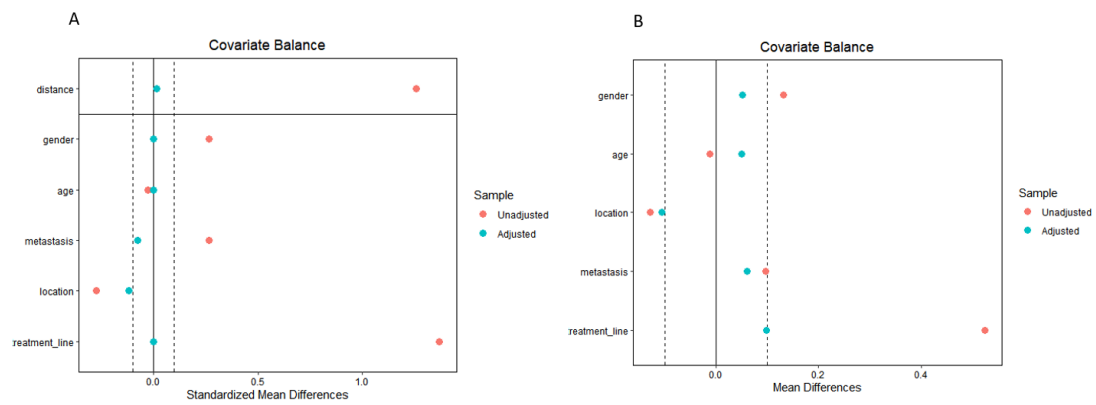 A
Covariate Balance
distance
gender
age
metastasis
location
:reatment_line
0.0
0.5
1.0
Standardized Mean Differences
Sample
Unadjusted
Adjusted
B
Covariate Balance
gender
age
location
metastasis
:reatment_line
0.0
0.2
0.4
Mean Differences
Sample
Unadjusted
Adjusted